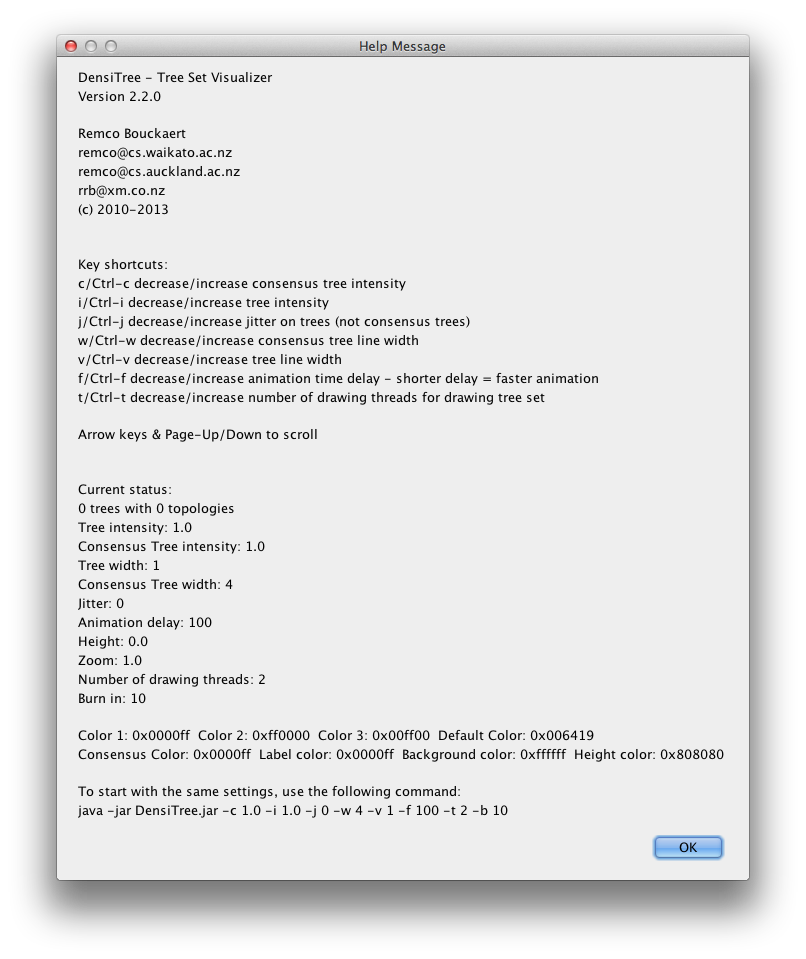 Help Message
DensiTree - Tree Set Visualizer
Version 2.2.0
Remco Bouckaert
remco@cs.waikato.ac.nz
remco@cs.auckland.ac.nz
rrb@xm.co.nz
(c) 2010-2013
Key shortcuts:
c/Ctrl-c decrease/increase consensus tree intensity
i/Ctrl-i decrease/increase tree intensity
j/Ctrl-j decrease/increase jitter on trees (not consensus trees)
w/Ctrl-w decrease/increase consensus tree line width
v/Ctrl-v decrease/increase tree line width
f/Ctrl-f decrease/increase animation time delay - shorter delay = faster animation
t/Ctrl-t decrease/increase number of drawing threads for drawing tree set
Arrow keys & Page-Up/Down to scroll
Current status:
0 trees with 0 topologies
Tree intensity: 1.0
Consensus Tree intensity: 1.0
Tree width: 1
Consensus Tree width: 4
Jitter: 0
Animation delay: 100
Height: 0.0
Zoom: 1.0
Number of drawing threads: 2
Burn in: 10
Color 1: 0x0000ff  Color 2: 0xff0000  Color 3: 0x00ff00  Default Color: 0x006419
Consensus Color: 0x0000ff  Label color: 0x0000ff  Background color: 0xffffff  Height color: 0x808080
To start with the same settings, use the following command:
java -jar DensiTree.jar -c 1.0 -i 1.0 -j 0 -w 4 -v 1 -f 100 -t 2 -b 10
OK